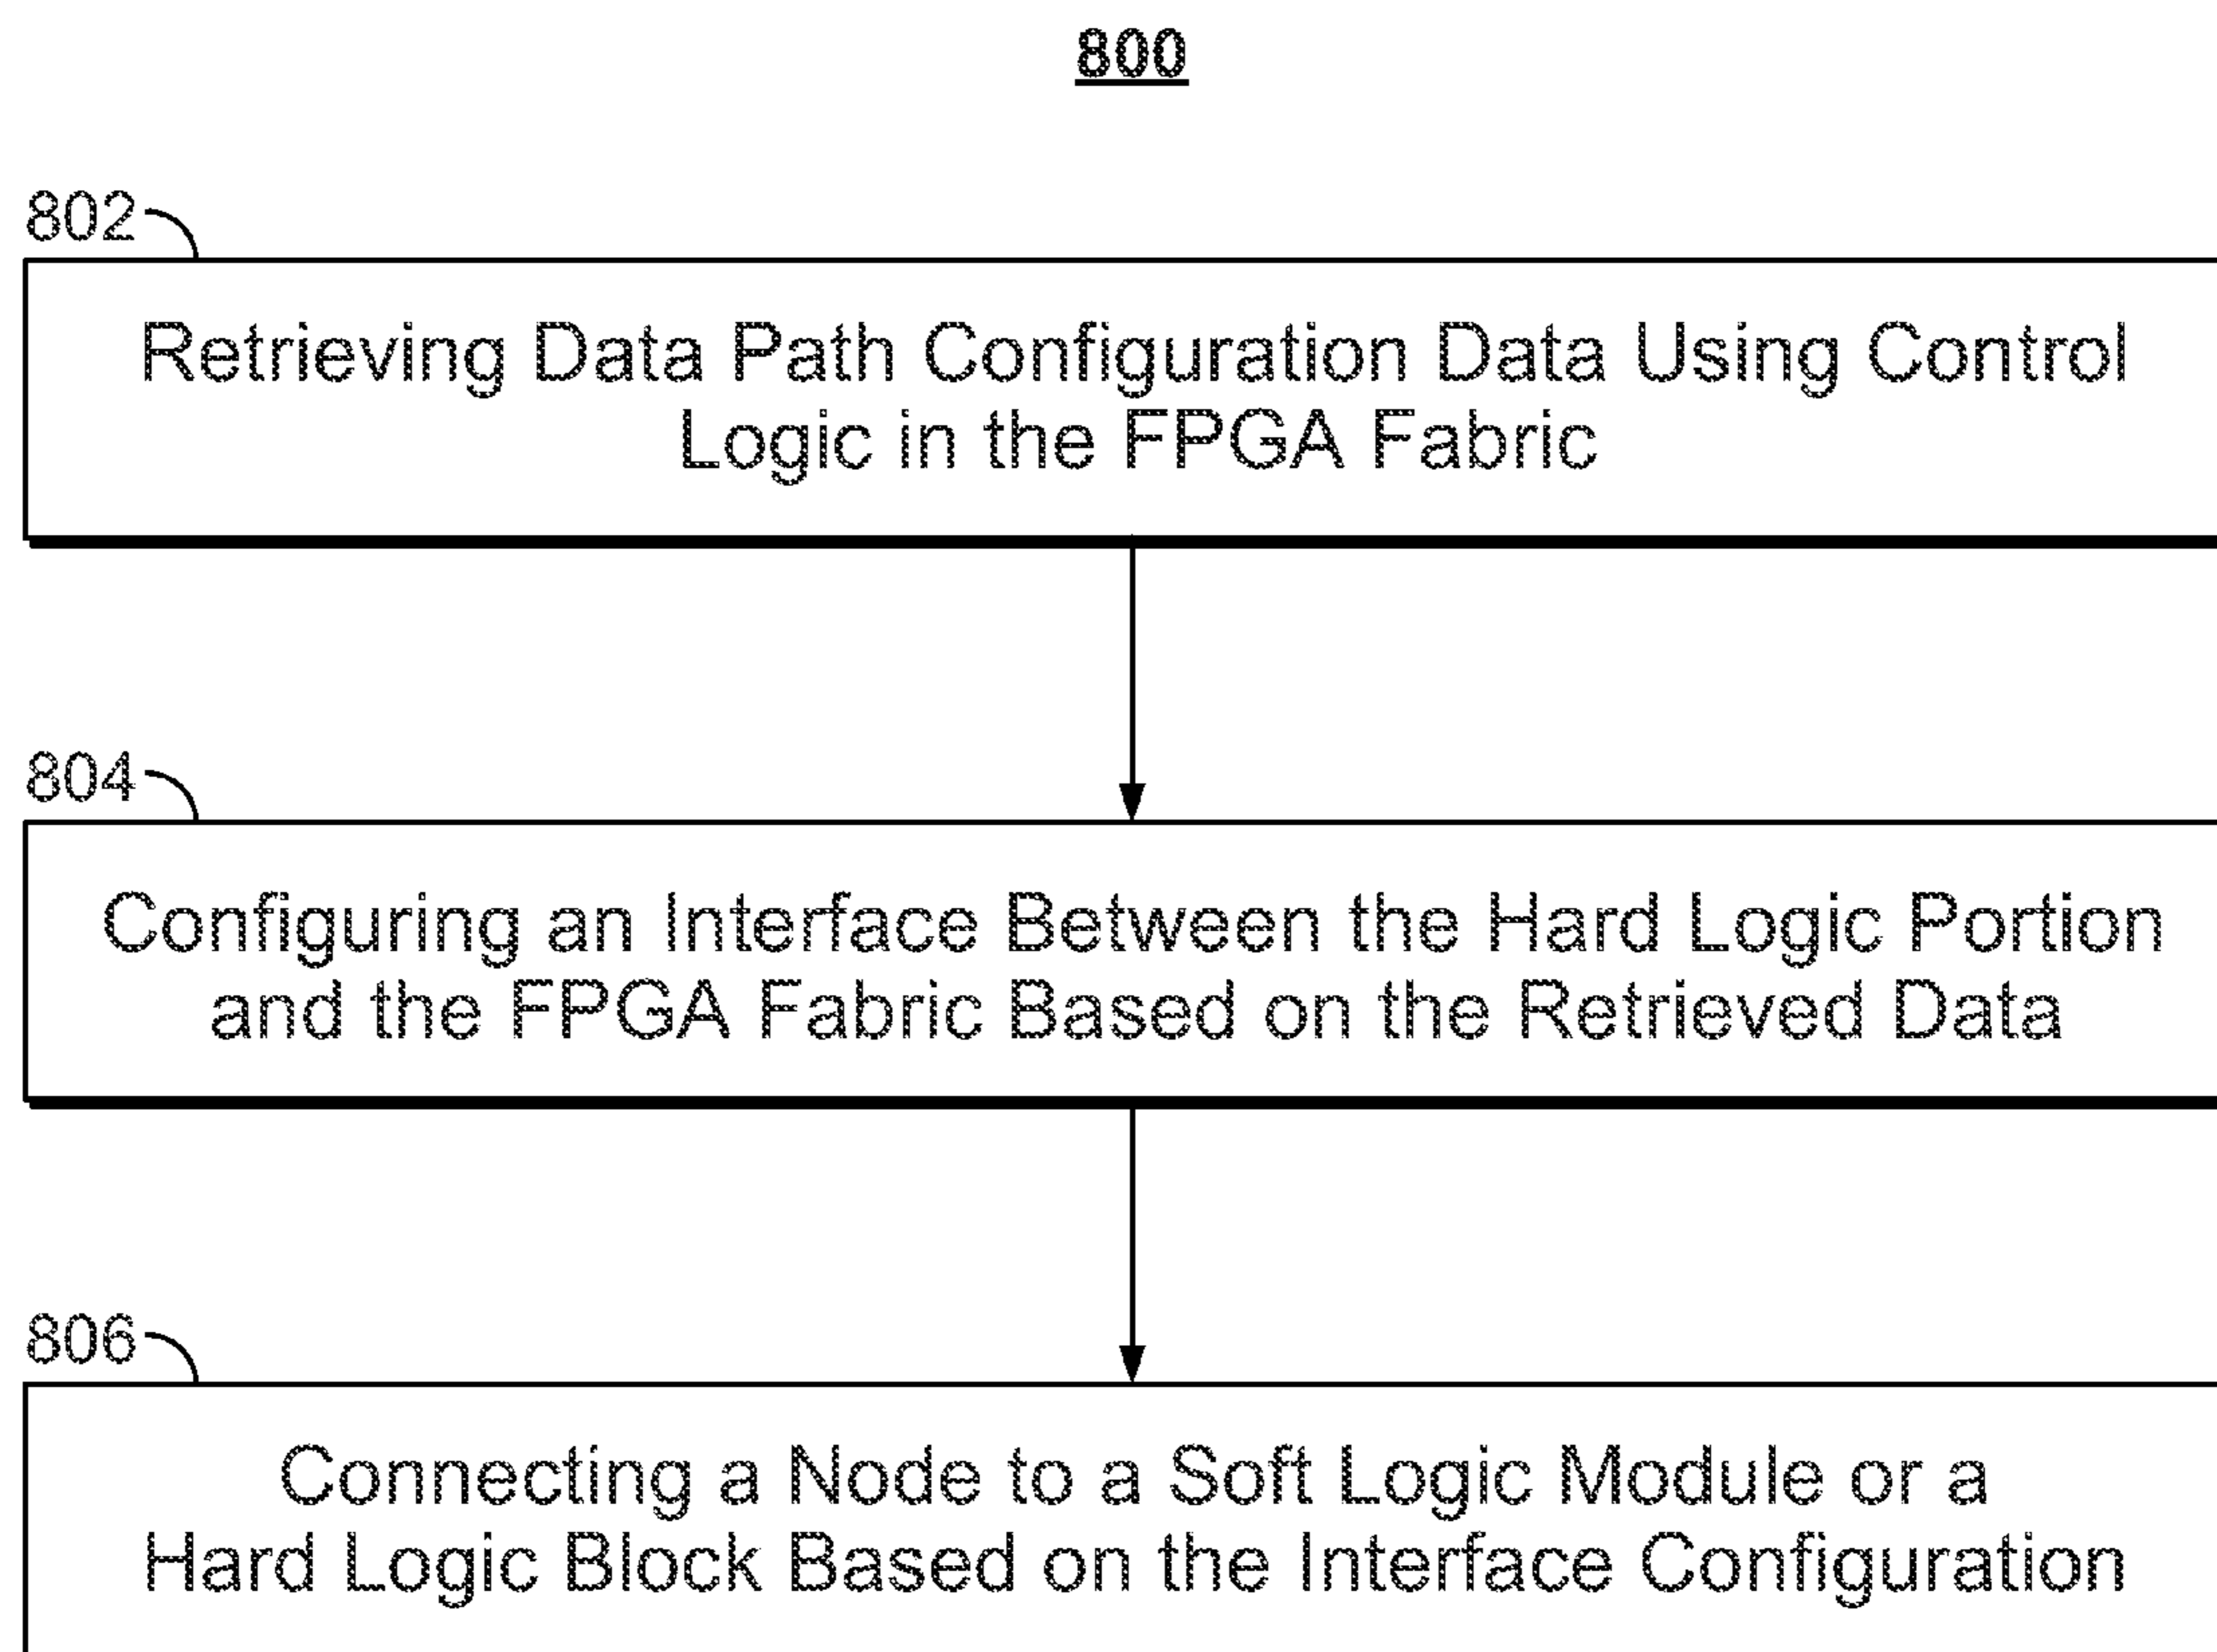 800
802
Retrieving Data Path Configuration Data Using Control
Logic in the FPGA Fabric
804
Configuring an Interface Between the Hard Logic Portion
and the FPGA Fabric Based on the Retrieved Data
806
Connecting a Node to a Soft Logic Module or a
Hard Logic Block Based on the Interface Configuration